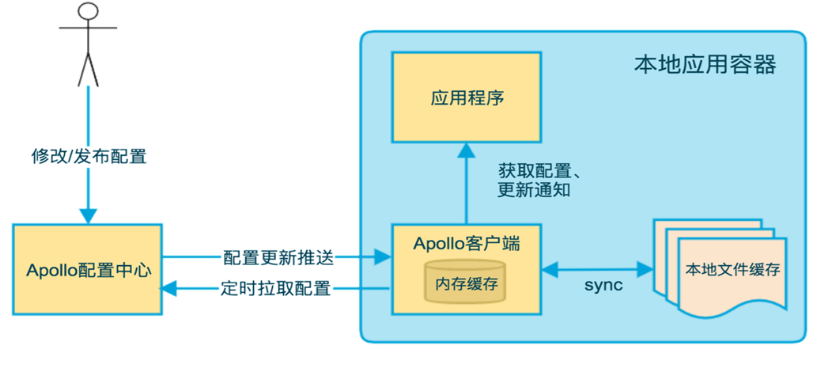 本地应用容器
应用程序
修改/发布配置
获取配置、
更新通知
Apollo配置中心
配置更新推送
定时拉取配置
Apollo客户端
内存缓存
sync
本地文件缓存